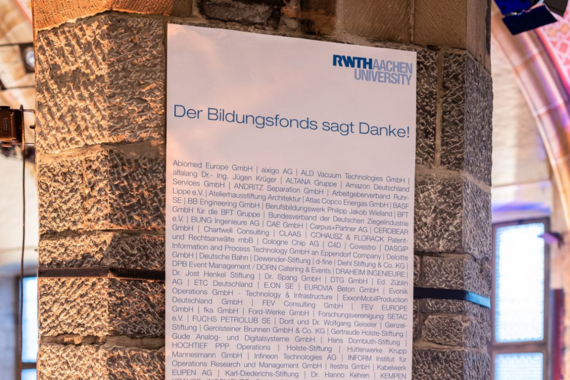 RWTHAACHEN
UNIVERSITY
Der Bildungsfonds sagt Danke!
Abiomed Europe GmbH | aixigo AG | ALD Vacuum Technologies GmbH |
alfalang Dr.- Ing. Jürgen Krüger | ALTANA Gruppe | Amazon Deutschland
Services GmbH | ANDRITZ Separation GmbH | Arbeitgeberverband Ruhr-
Lippe e.V. | Atelierhausstiftung Architektur | Atlas Copco Energas GmbH | BASF
SE | BB Engineering GmbH | Berufsbildungswerk Philipp Jakob Wieland | BFT
GmbH für die BFT Gruppe | Bundesverband der Deutschen Ziegelindustrie
e.V. | BUNG Ingenieure AG | CAE GmbH | Carpus+Partner AG | CEROBEAR
GmbH | Chartwell Consulting | CLAAS | COHAUSZ & FLORACK Patent-
und Rechtsanwälte mbB | Cologne Chip AG | C4D | Covestro | DASGIP
Information and Process Technology GmbH an Eppendorf Company | Deloitte
GmbH | Deutsche Bahn | Deweinder-Stiftung | d-fine | Diehl Stiftung & Co. KG |
DPB Event Management | DORN Catering & Events | DRAHEIM INGENIEURE |
Dr. Jost Henkel Stiftung | Dr. Spang GmbH | DTG GmbH | Ed. Züblin
AG | ETC Deutschland | E.ON SE | EUROVIA Beton GmbH | Evonik
Operations GmbH - Technology & Infrastructure | ExxonMobilProduction
Deutschland GmbH | FEV Consulting GmbH | FEV EUROPE
GmbH | fka GmbH | Ford-Werke GmbH | Forschungsvereinigung SETAC
e.V. | FUCHS PETROLUB SE | Dorit und Dr. Wolfgang Geissler | Genzel-
Stiftung | Gerolsteiner Brunnen GmbH & Co. KG | Gertraude Holste-Stiftung |
Gude Analog- und Digitalsysteme GmbH | Hans Dornbluth-Stiftung |
HOCHTIEF PPP Operations | Holste-Stiftung | Hüttenwerke Krupp
Mannesmann GmbH | Infineon Technologies AG | INFORM Institut für
Operations Research und Management GmbH | itestra GmbH | Kabelwerk
EUPEN AG | Karl-Diederichs-Stiftung | Dr. Hanno Kehren | KEMPEN